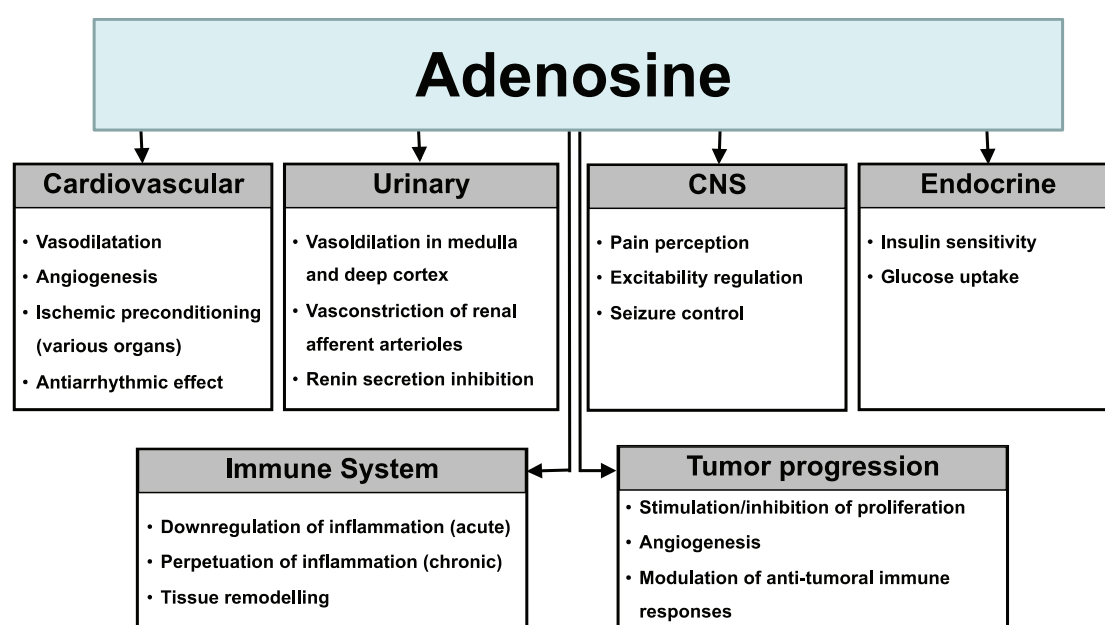 Adenosine
Cardiovascular
• Vasodilatation
• Angiogenesis
• Ischemic preconditioning
(various organs)
• Antiarrhythmic effect
Urinary
• Vasoldilation in medulla
and deep cortex
• Vasconstriction of renal
afferent arterioles
• Renin secretion inhibition
CNS
• Pain perception
• Excitability regulation
• Seizure control
Endocrine
• Insulin sensitivity
• Glucose uptake
Immune System
• Downregulation of inflammation (acute)
• Perpetuation of inflammation (chronic)
• Tissue remodelling
Tumor progression
• Stimulation/inhibition of proliferation
• Angiogenesis
• Modulation of anti-tumoral immune
responses